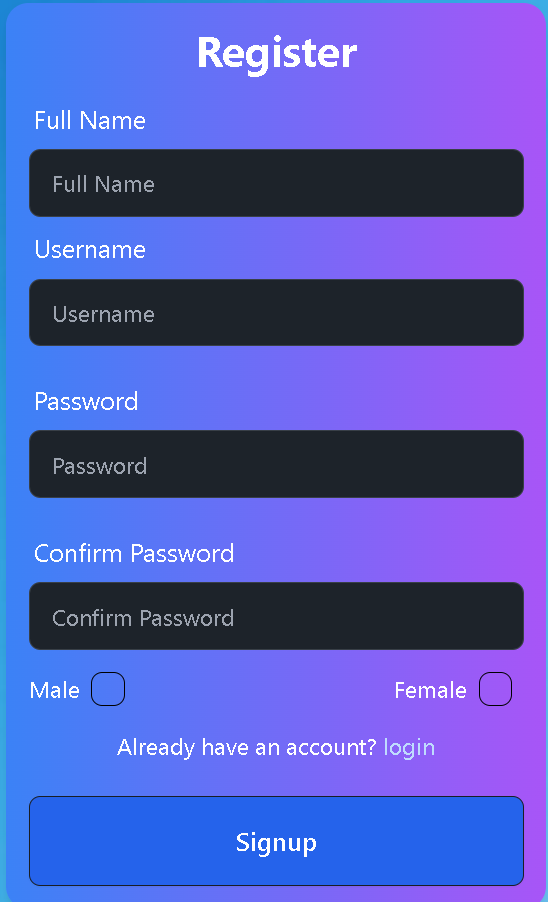 Register
Full Name
Full Name
Username
Username
Password
Password
Confirm Password
Confirm Password
Male Female
Already have an account? login
Signup